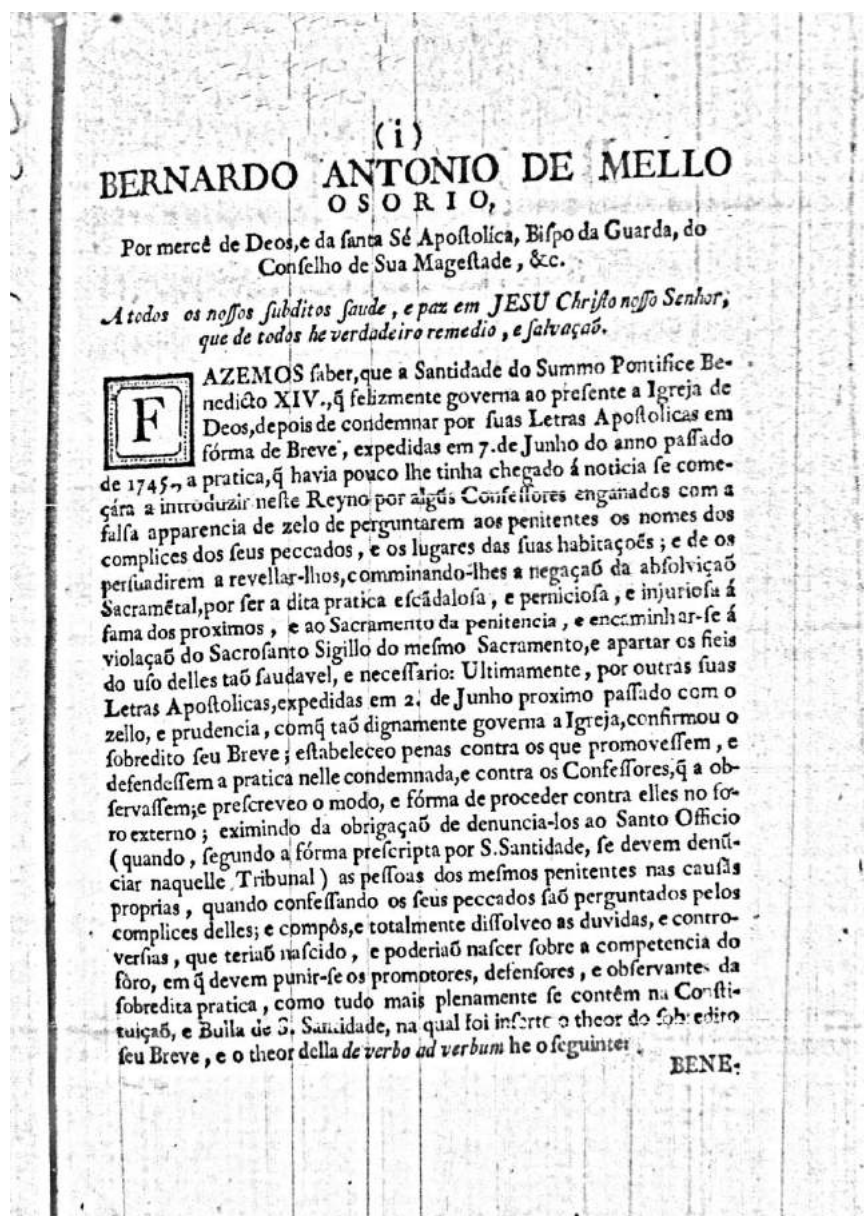 (i)
BERNARDO ANTONIO DE MELLO
OSORIO,
Por mercê de Deos,e da ſanta Sé Apoſtolica, Biſpo da Guarda, do
Conſelho de Sua Mageſtade, &c.
A todos os noſſos ſubditos ſaude, e paz em JESU Chriſto noſſo Senhor,
que de todos he verdadeiro remedio, e ſalvaçaõ.
FAZEMOS ſaber,que a Santidade do Summo Pontifice Be-
nedicto XIV.,q̃ felizmente governa ao preſente a Igreja de
Deos,depois de condemnar por ſuas Letras Apoſtolicas em
fórma de Breve, expedidas em 7.de Junho do anno paſſado
de 1745., a pratica,q̃ havia pouco lhe tinha chegado á noticia ſe come-
çára a introduzir neſte Reyno por algũs Confeſſores enganados com a
falſa apparencia de zelo de perguntarem aos penitentes os nomes dos
complices dos ſeus peccados, e os lugares das ſuas habitaçoẽs; e de os
perſuadirem a revellar-lhos,comminando-lhes a negaçaõ da abſolviçaõ
Sacramẽtal,por ſer a dita pratica eſcãdaloſa, e pernicioſa, e injurioſa á
fama dos proximos, e ao Sacramento da penitencia, e encaminhar-ſe á
violaçaõ do Sacroſanto Sigillo do meſmo Sacramento,e apartar os fieis
do uſo delles taõ ſaudavel, e neceſſario: Ultimamente, por outras ſuas
Letras Apoſtolicas,expedidas em 2. de Junho proximo paſſado com o
zello, e prudencia, comq̃ taõ dignamente governa a Igreja,confirmou o
ſobredito ſeu Breve; eſtabeleceo penas contra os que promoveſſem, e
defendeſſem a pratica nelle condemnada,e contra os Confeſſores,q̃ a ob-
ſervaſſem;e preſcreveo o modo, e fórma de proceder contra elles no fo-
ro externo; eximindo da obrigaçaõ de denuncia-los ao Santo Officio
(quando, ſegundo a fórma preſcripta por S.Santidade, ſe devem denũ-
ciar naquelle Tribunal) as peſſoas dos meſmos penitentes nas cauſas
proprias, quando confeſſando os ſeus peccados ſaõ perguntados pelos
complices delles; e compôs,e totalmente diſſolveo as duvidas, e contro-
verſias, que teriaõ naſcido, e poderiaõ naſcer ſobre a competencia do
fòro, em q̃ devem punir-ſe os promotores, defenſores, e obſervantes da
ſobredita pratica, como tudo mais plenamente ſe contêm na Conſti-
tuiçaõ, e Bulla de S. Santidade, na qual foi inſerto o theor do ſobredito
ſeu Breve, e o theor della de verbo ad verbum he o ſeguinte.
BENE-